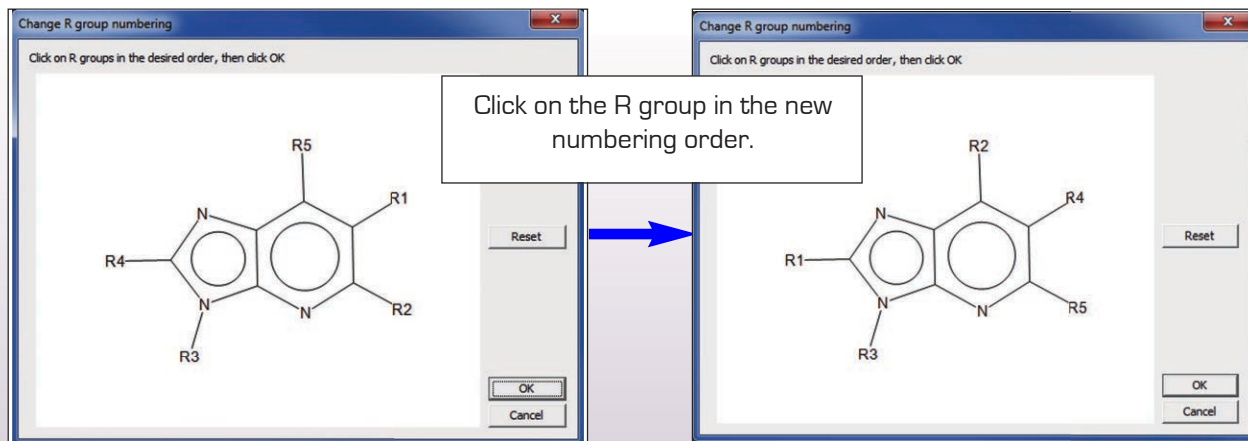 Change R group numbering
X
Click on R groups in the desired order, then click OK
R5
R1
N
R4
N
N
R2
R3
Reset
OK
Cancel
Click on the R group in the new
numbering order.
Change R group numbering
X
Click on R groups in the desired order, then click OK
R2
R4
N
R1
N
N
R5
R3
Reset
OK
Cancel